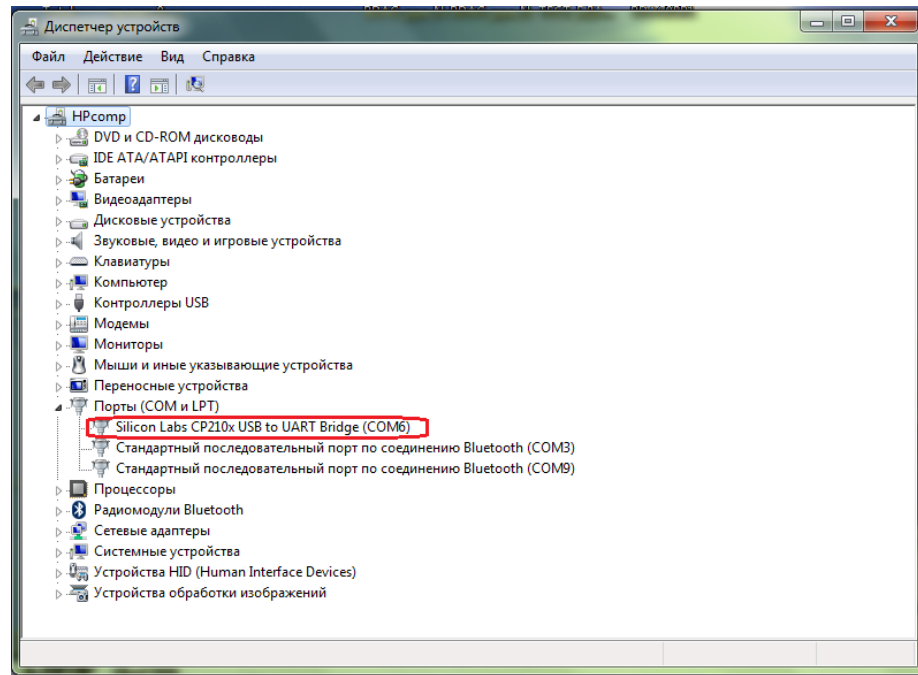 Диспетчер устройств
Файл Действие Вид Справка
HPcomp
DVD и CD-ROM дисководы
IDE ATA/ATAPI контроллеры
Батареи
Видеоадаптеры
Дисковые устройства
Звуковые, видео и игровые устройства
Клавиатуры
Компьютер
Контроллеры USB
Модемы
Мониторы
Мыши и иные указывающие устройства
Переносные устройства
Порты (COM и LPT)
Silicon Labs CP210x USB to UART Bridge (COM6)
Стандартный последовательный порт по соединению Bluetooth (COM3)
Стандартный последовательный порт по соединению Bluetooth (COM9)
Процессоры
Радиомодули Bluetooth
Сетевые адаптеры
Системные устройства
Устройства HID (Human Interface Devices)
Устройства обработки изображений